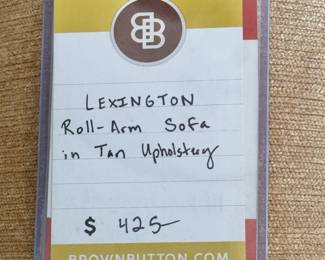 BB
LEXINGTON
Roll-Arm Sofa
in Tan Upholstery
$ 425
BROWNBUTTON.COM